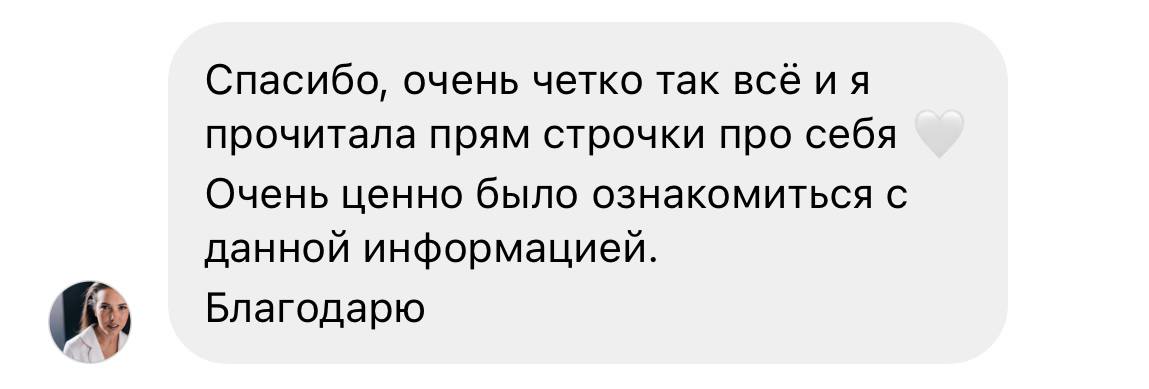 Спасибо, очень четко так всё и я
прочитала прям строчки про себя 🤍
Очень ценно было ознакомиться с
данной информацией.
Благодарю